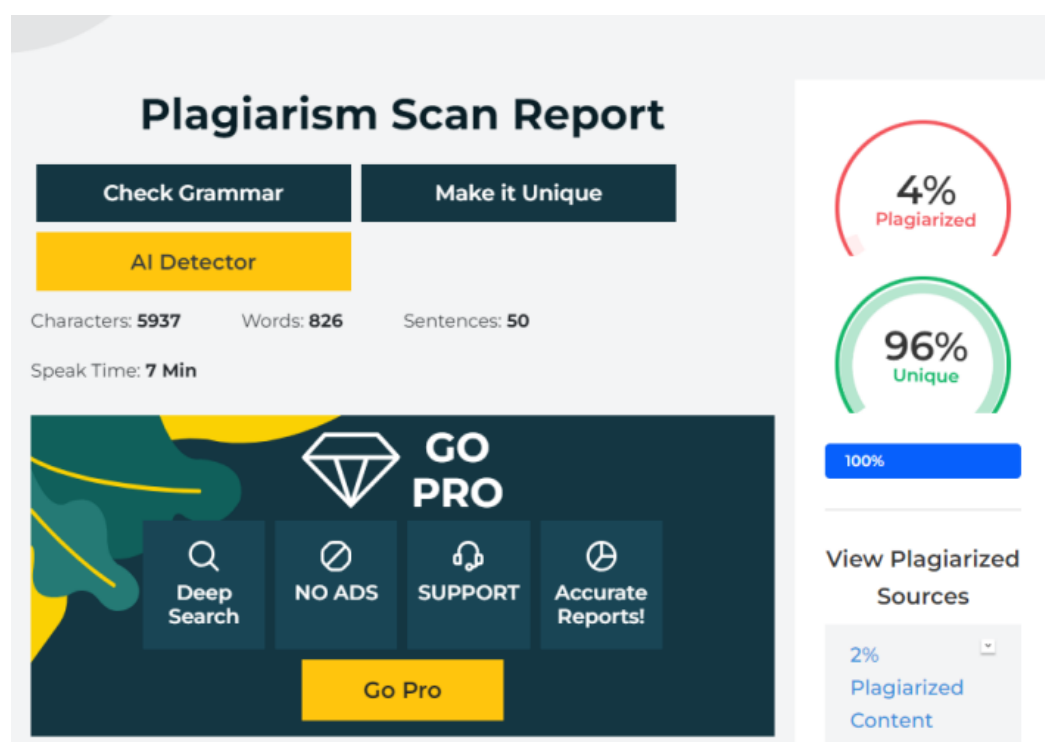 Plagiarism Scan Report
Check Grammar
Make it Unique
AI Detector
Characters: 5937
Words: 826
Sentences: 50
Speak Time: 7 Min
GO
PRO
Deep
Search
NO ADS
SUPPORT
Accurate
Reports!
Go Pro
4%
Plagiarized
96%
Unique
100%
View Plagiarized
Sources
2%
Plagiarized
Content